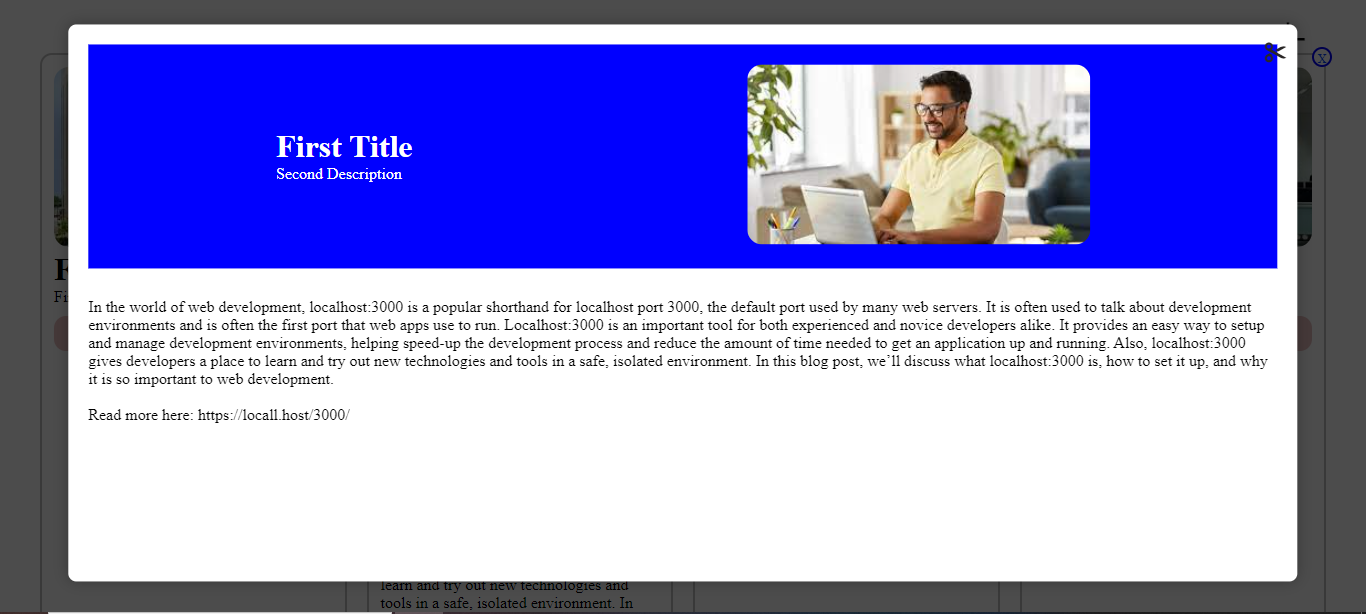 First Title
Second Description
X
F
Fi
In the world of web development, localhost:3000 is a popular shorthand for localhost port 3000, the default port used by many web servers. It is often used to talk about development
environments and is often the first port that web apps use to run. Localhost:3000 is an important tool for both experienced and novice developers alike. It provides an easy way to setup
and manage development environments, helping speed-up the development process and reduce the amount of time needed to get an application up and running. Also, localhost:3000
gives developers a place to learn and try out new technologies and tools in a safe, isolated environment. In this blog post, we’ll discuss what localhost:3000 is, how to set it up, and why
it is so important to web development.
Read more here: https://locall.host/3000/
learn and try out new technologies and
tools in a safe, isolated environment. In